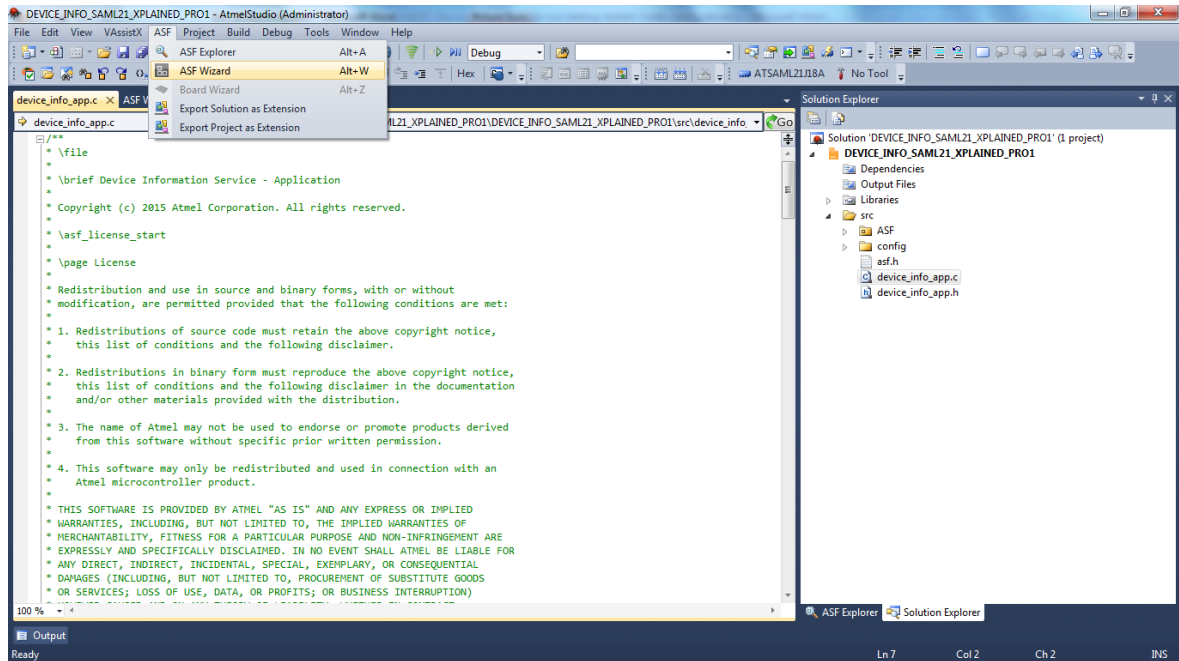 DEVICE_INFO_SAML21_XPLAINED_PRO1 - AtmelStudio (Administrator)
File Edit View VAssistX ASF Project Build Debug Tools Window Help
ASF Explorer Alt+A
ASF Wizard Alt+W
Board Wizard Alt+Z
Export Solution as Extension
Export Project as Extension
Debug
Hex
ATSAML21J18A No Tool
device_info_app.c ASF W
device_info_app.c
ML21_XPLAINED_PRO1\DEVICE_INFO_SAML21_XPLAINED_PRO1\src\device_info_ Go
/**
* \file
*
* \brief Device Information Service - Application
*
* Copyright (c) 2015 Atmel Corporation. All rights reserved.
*
* \asf_license_start
*
* \page License
*
* Redistribution and use in source and binary forms, with or without
* modification, are permitted provided that the following conditions are met:
*
* 1. Redistributions of source code must retain the above copyright notice,
* this list of conditions and the following disclaimer.
*
* 2. Redistributions in binary form must reproduce the above copyright notice,
* this list of conditions and the following disclaimer in the documentation
* and/or other materials provided with the distribution.
*
* 3. The name of Atmel may not be used to endorse or promote products derived
* from this software without specific prior written permission.
*
* 4. This software may only be redistributed and used in connection with an
* Atmel microcontroller product.
*
* THIS SOFTWARE IS PROVIDED BY ATMEL "AS IS" AND ANY EXPRESS OR IMPLIED
* WARRANTIES, INCLUDING, BUT NOT LIMITED TO, THE IMPLIED WARRANTIES OF
* MERCHANTABILITY, FITNESS FOR A PARTICULAR PURPOSE AND NON-INFRINGEMENT ARE
* EXPRESSLY AND SPECIFICALLY DISCLAIMED. IN NO EVENT SHALL ATMEL BE LIABLE FOR
* ANY DIRECT, INDIRECT, INCIDENTAL, SPECIAL, EXEMPLARY, OR CONSEQUENTIAL
* DAMAGES (INCLUDING, BUT NOT LIMITED TO, PROCUREMENT OF SUBSTITUTE GOODS
* OR SERVICES; LOSS OF USE, DATA, OR PROFITS; OR BUSINESS INTERRUPTION)
100 %
Solution Explorer
Solution 'DEVICE_INFO_SAML21_XPLAINED_PRO1' (1 project)
DEVICE_INFO_SAML21_XPLAINED_PRO1
Dependencies
Output Files
Libraries
src
ASF
config
asf.h
device_info_app.c
device_info_app.h
ASF Explorer Solution Explorer
Output
Ready Ln 7 Col 2 Ch 2 INS